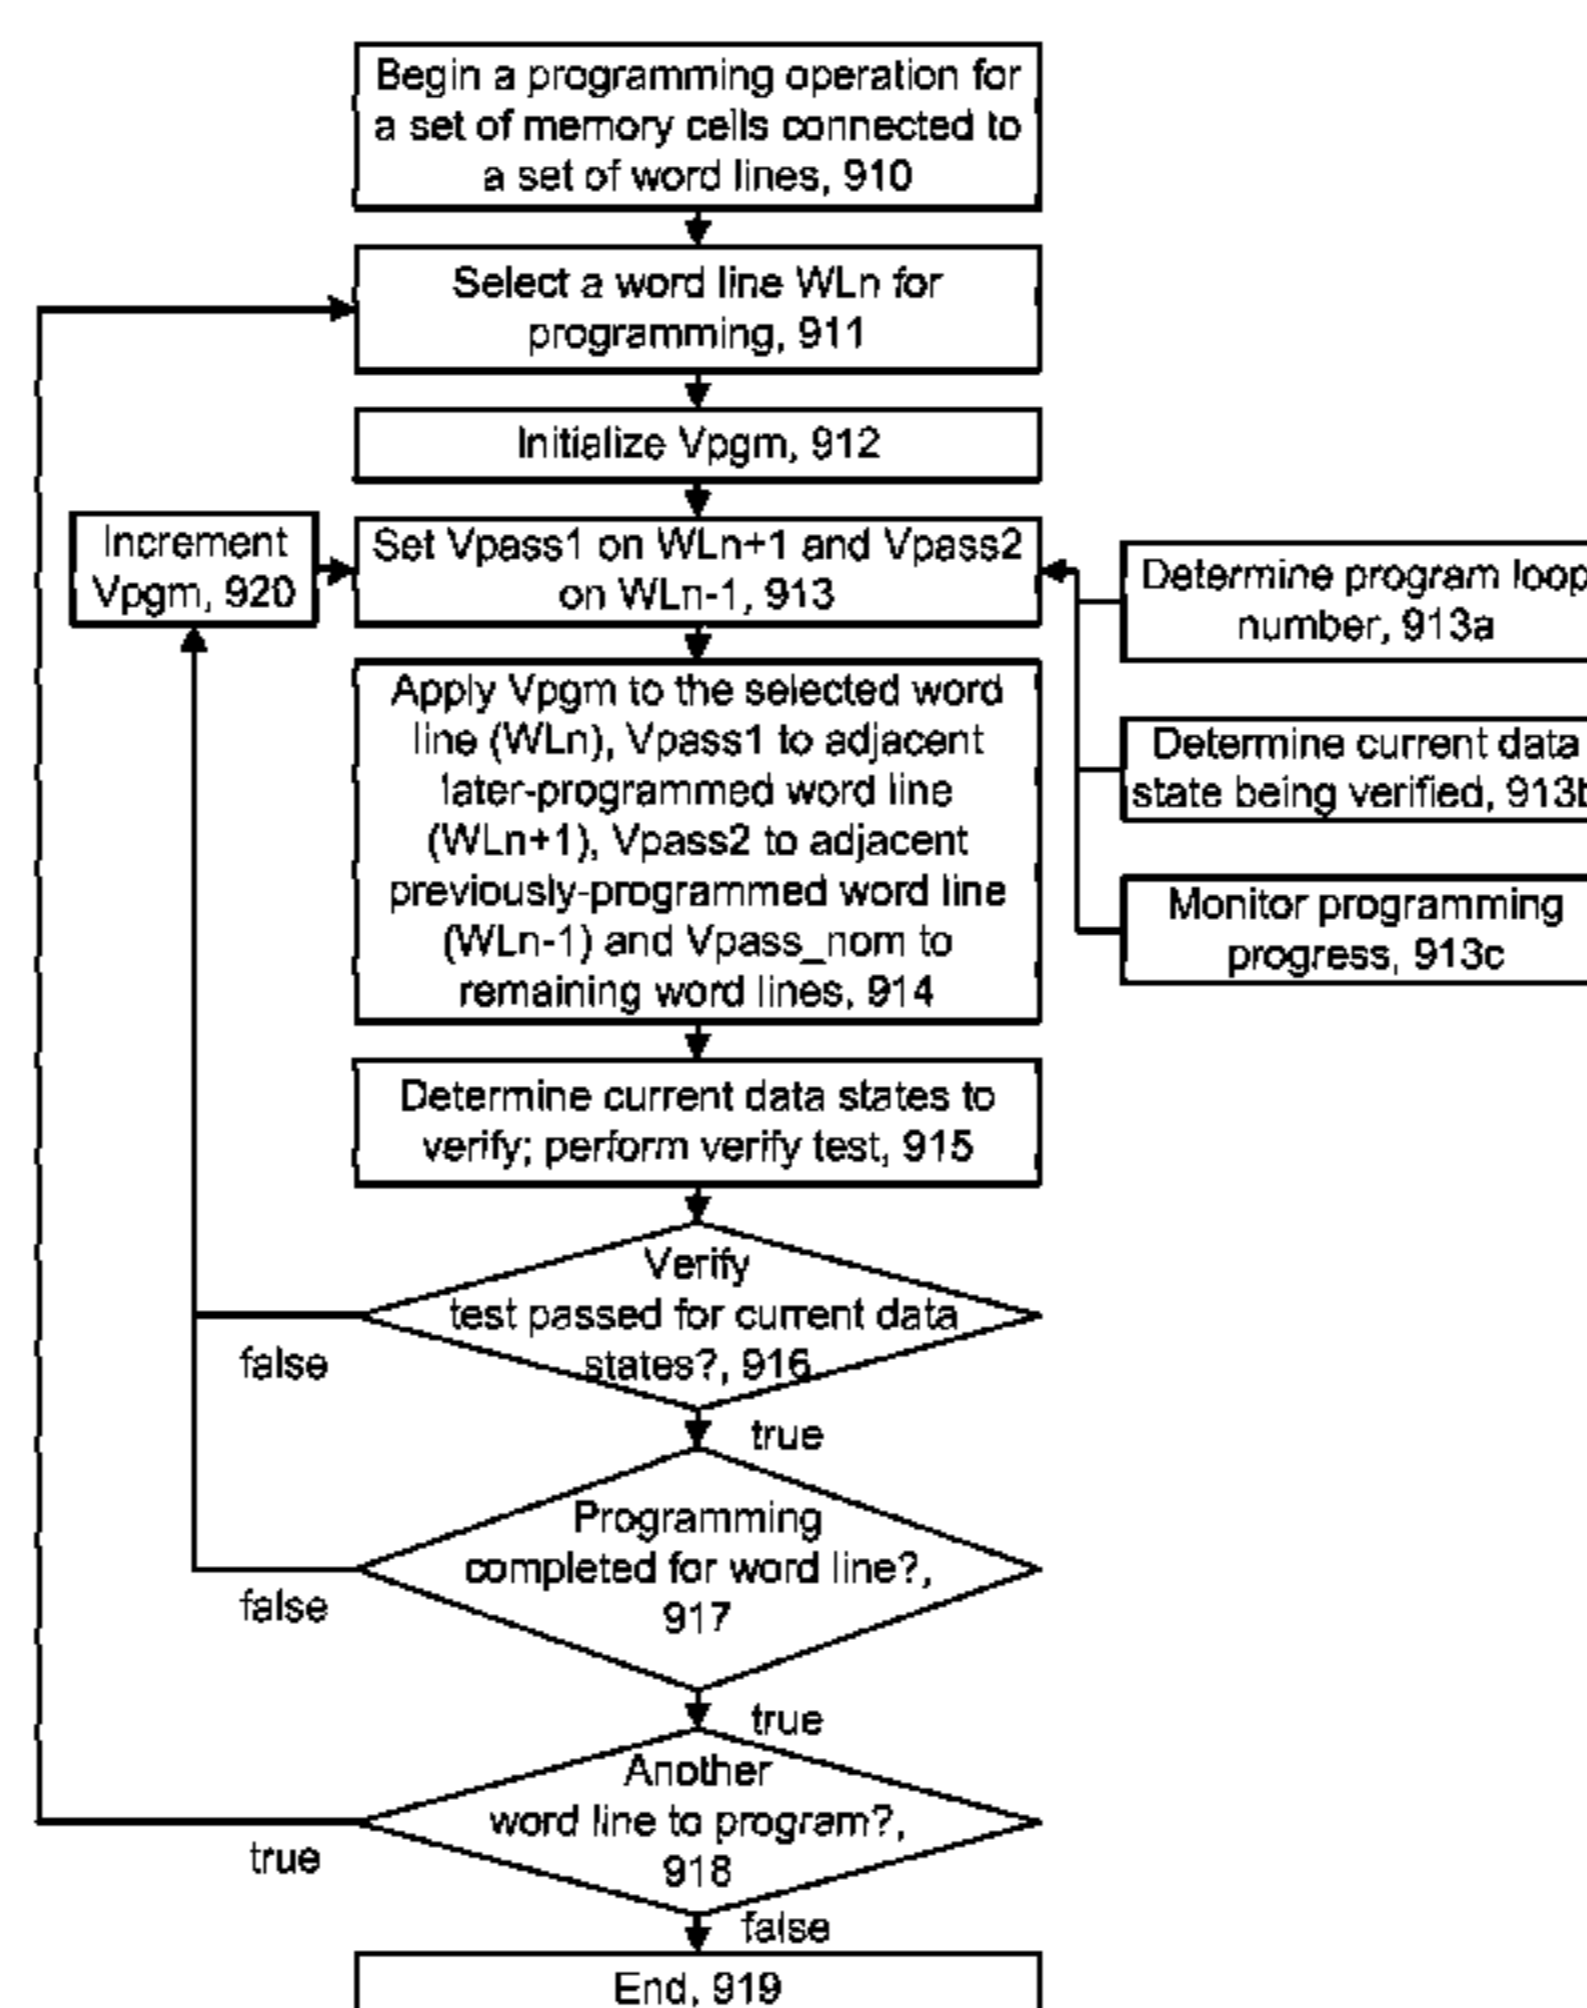 Begin a programming operation for
a set of memory cells connected to
a set of word lines, 910
Select a word line WLn for
programming, 911
Initialize Vpgm, 912
Increment
Vpgm, 920
Set Vpass1 on WLn+1 and Vpass2
on WLn-1, 913
Determine program loop
number, 913a
Determine current data
state being verified, 913b
Monitor programming
progress, 913c
Apply Vpgm to the selected word
line (WLn), Vpass1 to adjacent
later-programmed word line
(WLn+1), Vpass2 to adjacent
previously-programmed word line
(WLn-1) and Vpass_nom to
remaining word lines, 914
Determine current data states to
verify; perform verify test, 915
Verify
test passed for current data
states?, 916
false
true
Programming
completed for word line?,
917
false
true
Another
word line to program?,
918
true
false
End, 919